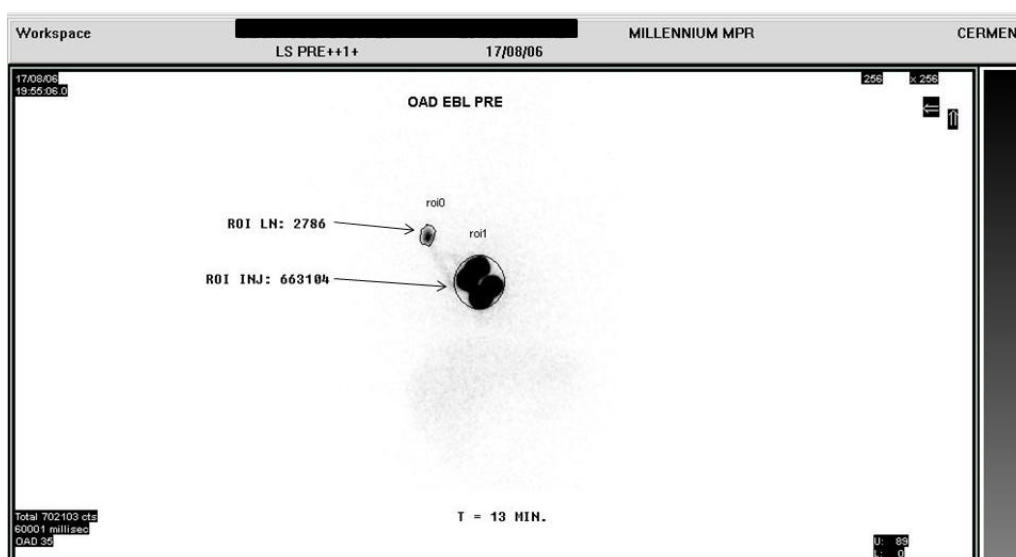 Workspace
MILLENNIUM MPR
CERMEN
LS PRE++1+ 17/08/06
17/08/06
19:55:06.0
256 x 256
OAD EBL PRE
roi0
ROI LN: 2786
roi1
ROI INJ: 663104
T = 13 MIN.
Total 702103 cts
60001 millisec
OAD 35
U: 89
L: 0